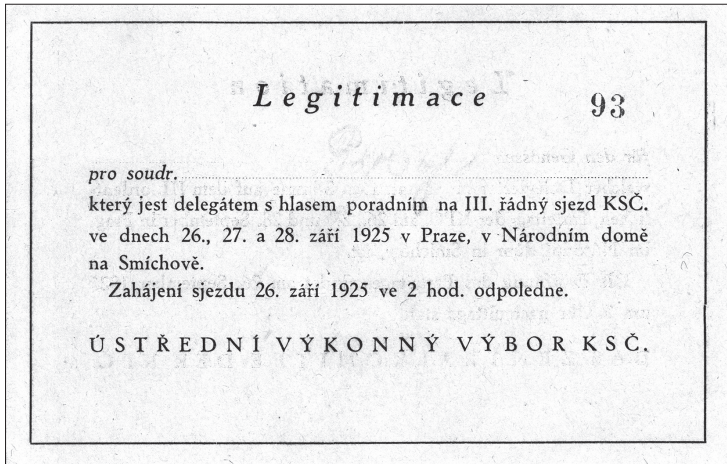 Legitimace
93
pro soudr.
který jest delegátem s hlasem poradním na III. řádný sjezd KSČ.
ve dnech 26., 27. a 28. září 1925 v Praze, v Národním domě
na Smíchově.
Zahájení sjezdu 26. září 1925 ve 2 hod. odpoledne.
ÚSTŘEDNÍ VÝKONNÝ VÝBOR KSČ.